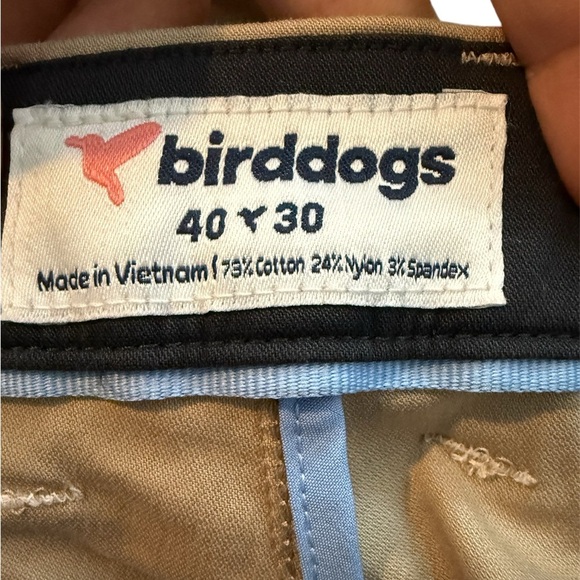 birddogs
40 30
Made in Vietnam 73% Cotton 24% Nylon 3% Spandex